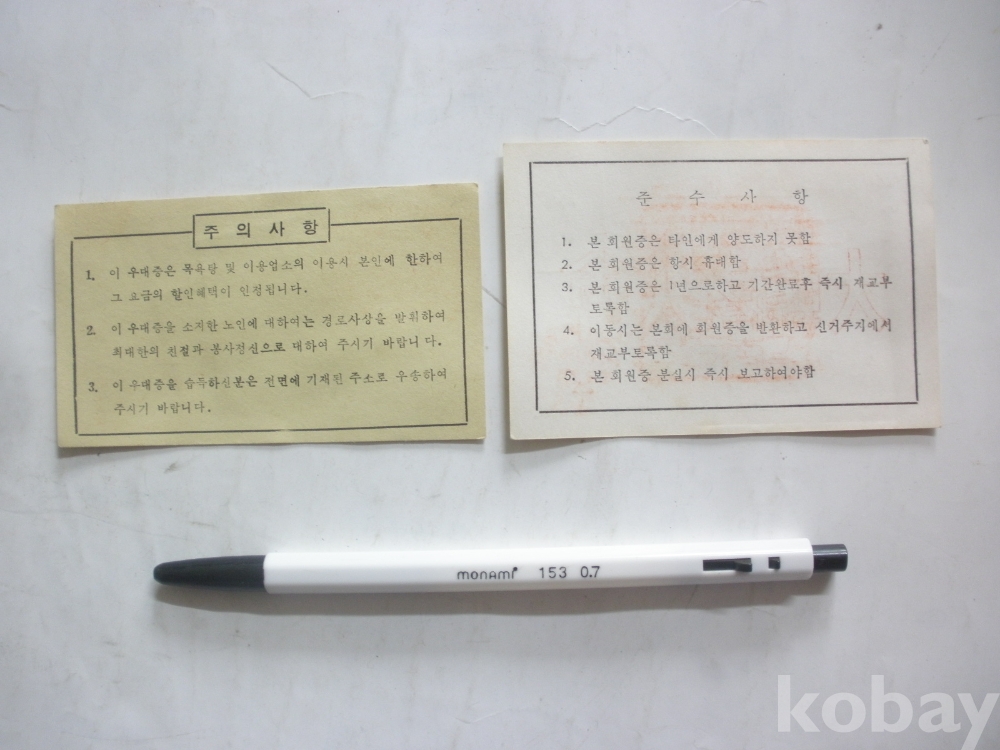 주의사항
1. 이 우대증은 목욕탕 및 이용업소의 이용시 본인에 한하여
그 요금의 할인혜택이 인정됩니다.
2. 이 우대증을 소지한 노인에 대하여는 경로사상을 발휘하여
최대한의 친절과 봉사정신으로 대하여 주시기 바랍니다.
3. 이 우대증을 습득하신분은 전면에 기재된 주소로 우송하여
주시기 바랍니다.
준수사항
1. 본 회원증은 타인에게 양도하지 못함
2. 본 회원증은 항시 휴대함
3. 본 회원증은 1년으로하고 기간완료후 즉시 재교부
토록함
4. 이동시는 본회에 회원증을 반환하고 신거주지에서
재교부토록함
5. 본 회원증 분실시 즉시 보고하여야함
monami 153 0.7
kobay